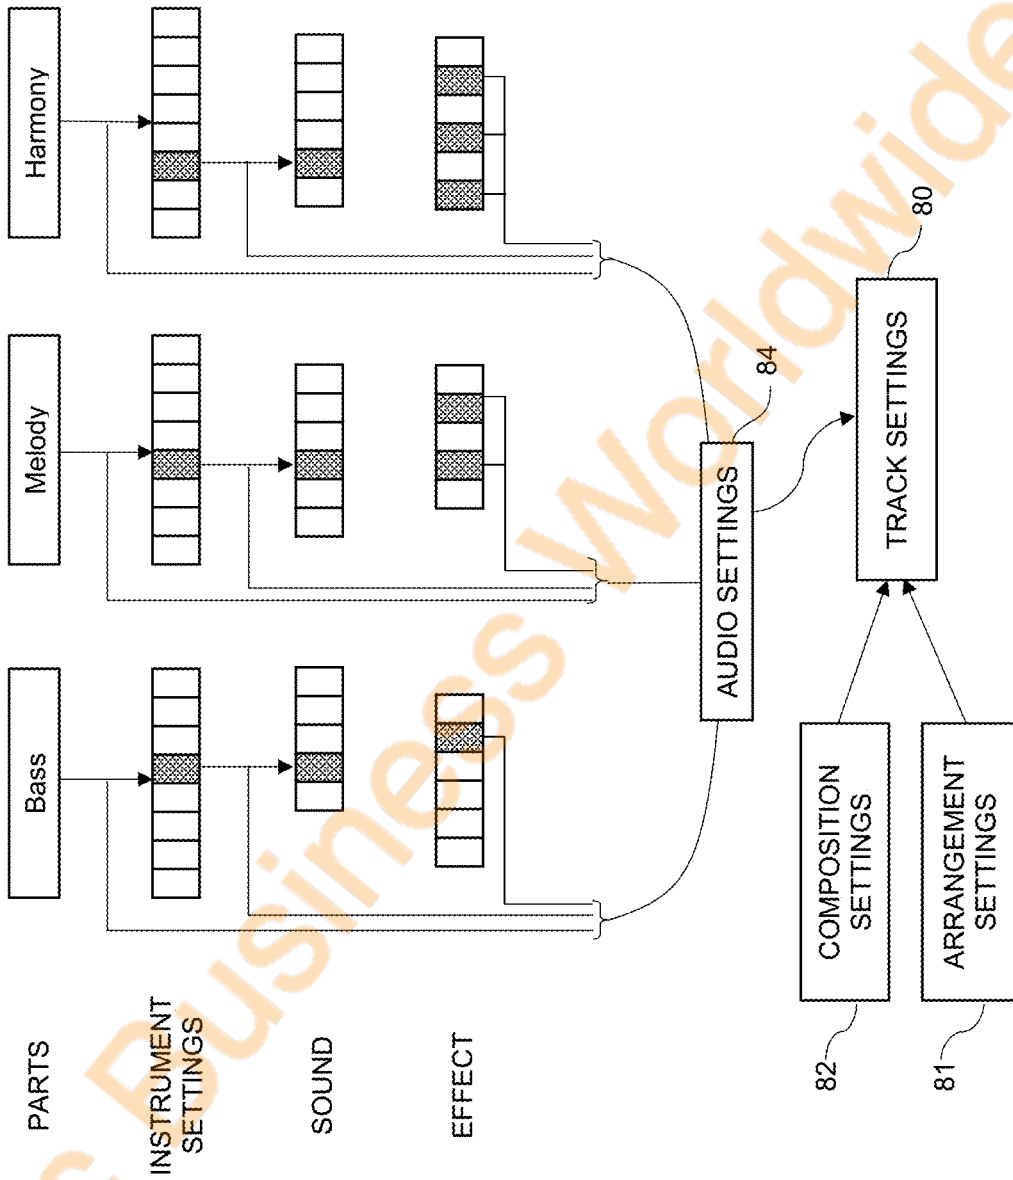 PARTS
Bass
Melody
Harmony
INSTRUMENT
SETTINGS
SOUND
EFFECT
AUDIO SETTINGS
84
COMPOSITION
SETTINGS
82
TRACK SETTINGS
80
ARRANGEMENT
SETTINGS
81
s Business Worldwide